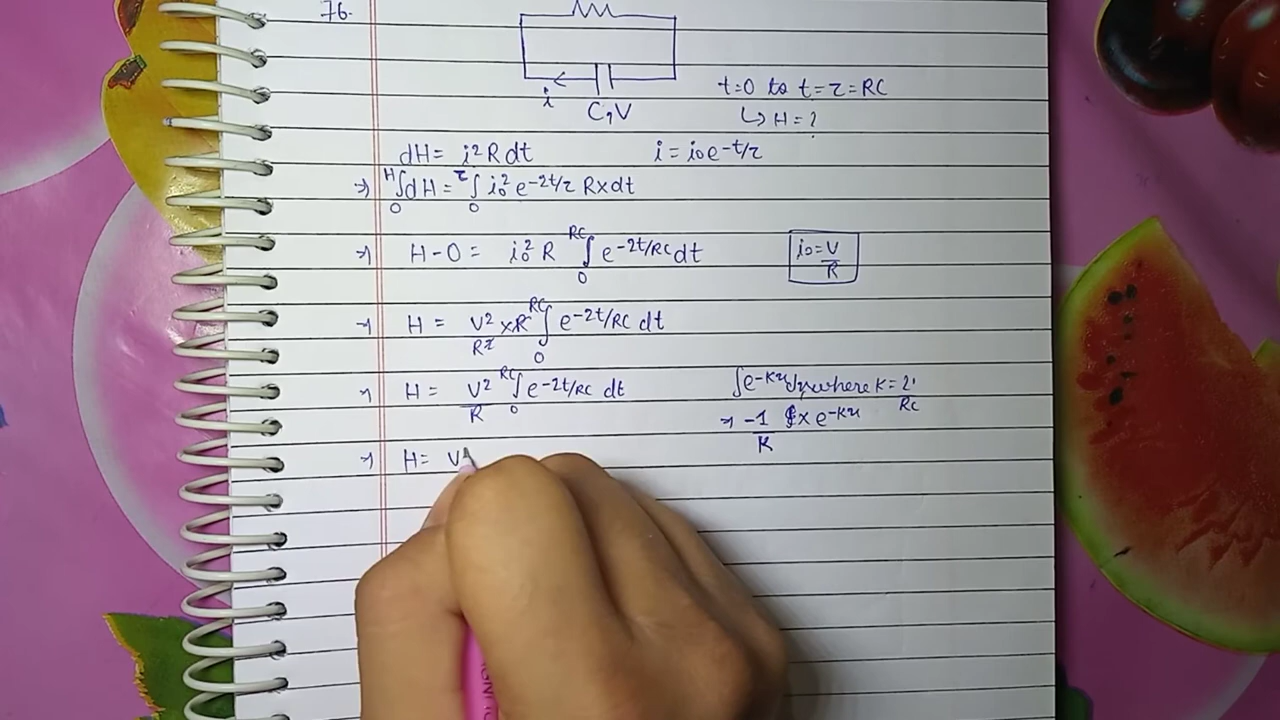 76.
i
C, V
t=0 to t=τ=RC
↳ H=?
dH= i²Rdt
i = i₀e-t/τ
⇒ H∫0 dH = τ∫0 i₀² e-2t/τ R×dt
⇒ H-0 = i₀² R RC∫0 e-2t/RC dt
i₀=V/R
⇒ H = V²/R² ×R RC∫0 e-2t/RC dt
⇒ H = V²/R RC∫0 e-2t/RC dt
∫e-Kx dx where K=2/RC
⇒ -1/K × e-Kx
⇒ H= V²